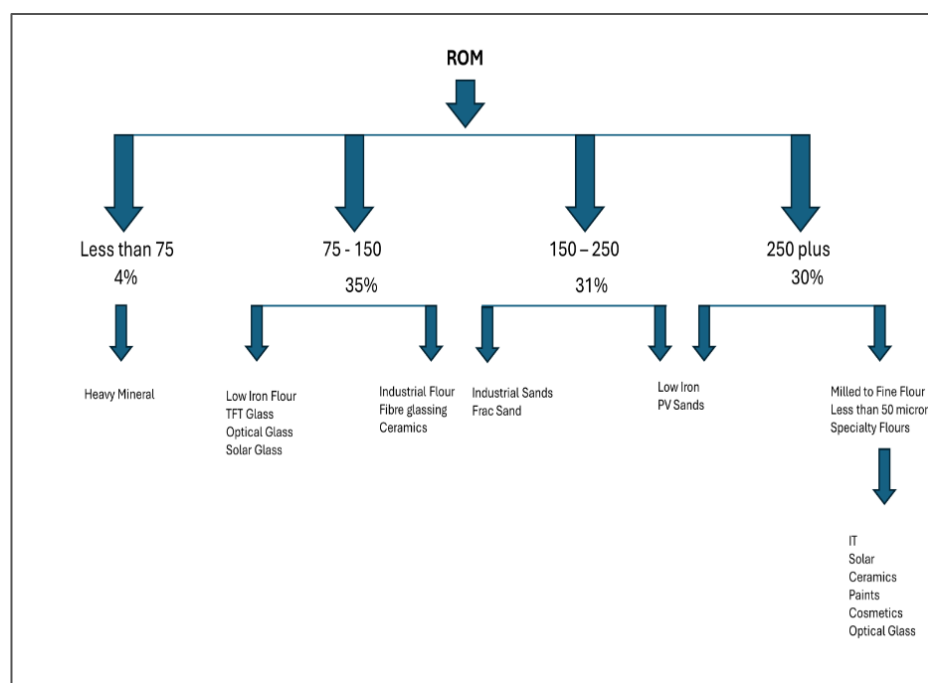 ROM
Less than 75
4%
75 - 150
35%
150 – 250
31%
250 plus
30%
Heavy Mineral
Low Iron Flour
TFT Glass
Optical Glass
Solar Glass
Industrial Flour
Fibre glassing
Ceramics
Industrial Sands
Frac Sand
Low Iron
PV Sands
Milled to Fine Flour
Less than 50 micron
Specialty Flours
IT
Solar
Ceramics
Paints
Cosmetics
Optical Glass